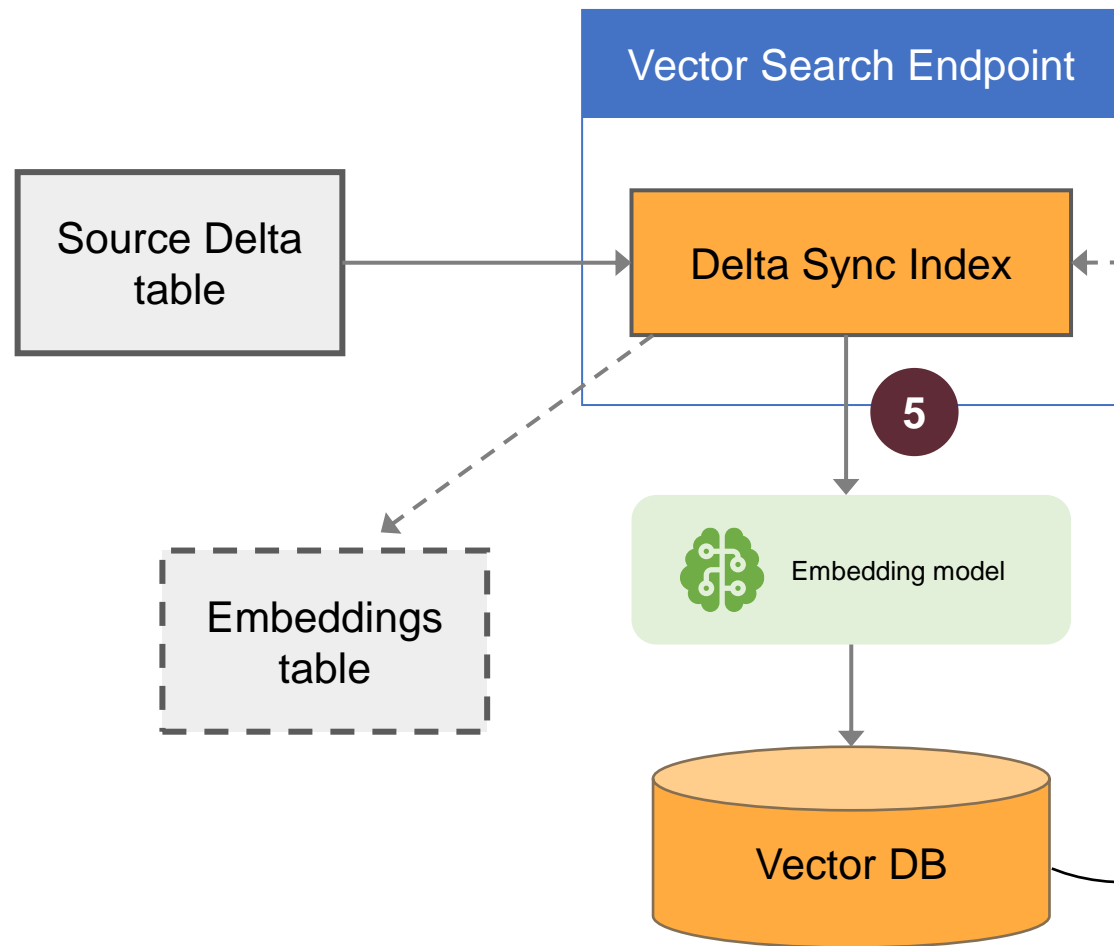 Vector Search Endpoint
Source Delta
table
Delta Sync Index
5
Embedding model
Embeddings
table
Vector DB